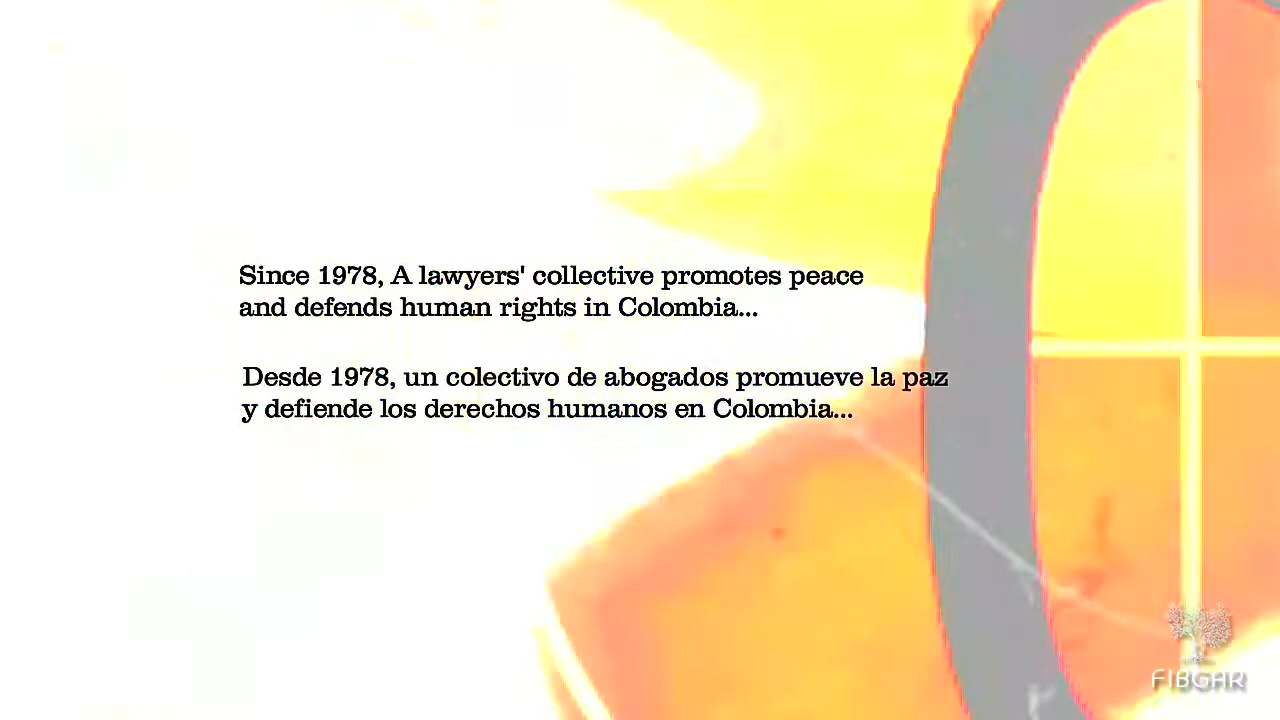 Since 1978, A lawyers' collective promotes peace
and defends human rights in Colombia...
Desde 1978, un colectivo de abogados promueve la paz
y defiende los derechos humanos en Colombia...
FIBGAR